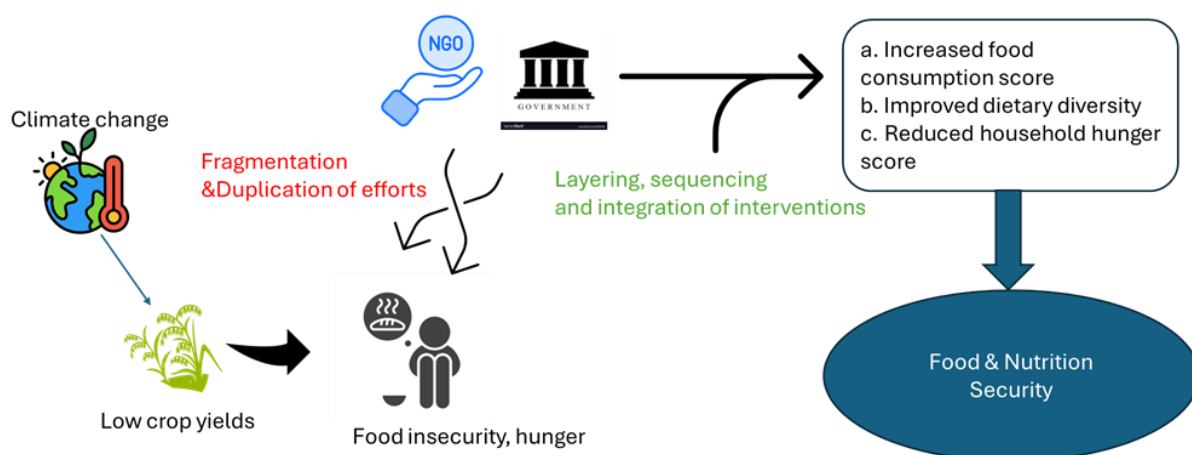 NGO
GOVERNMENT
Climate change
Fragmentation
&Duplication of efforts
Layering, sequencing
and integration of interventions
a. Increased food
consumption score
b. Improved dietary diversity
c. Reduced household hunger
score
Low crop yields
Food insecurity, hunger
Food & Nutrition
Security